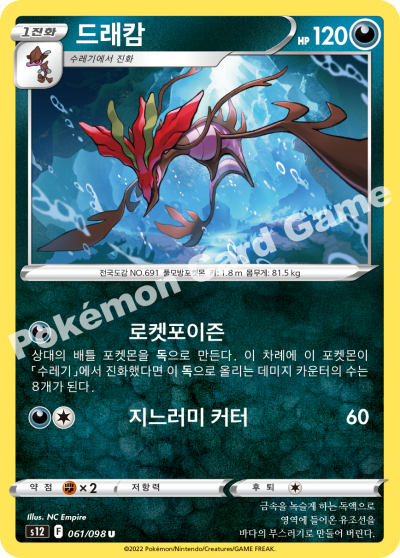 1진화
드래캄
HP 120
수레기에서 진화
전국도감 NO.691 풀모방포켓몬 키: 1.8 m 몸무게: 81.5 kg
Pokémon Card Game
로켓포이즌
상대의 배틀 포켓몬을 독으로 만든다. 이 차례에 이 포켓몬이
「수레기」에서 진화했다면 이 독으로 올리는 데미지 카운터의 수는
8개가 된다.
지느러미 커터 60
약점 ×2 저항력 후퇴
Illus. NC Empire
s12 F 061/098 U
금속을 녹슬게 하는 독액으로
영역에 들어온 유조선을
바다의 부스러기로 만들어 버린다.
©2022 Pokémon/Nintendo/Creatures/GAME FREAK.